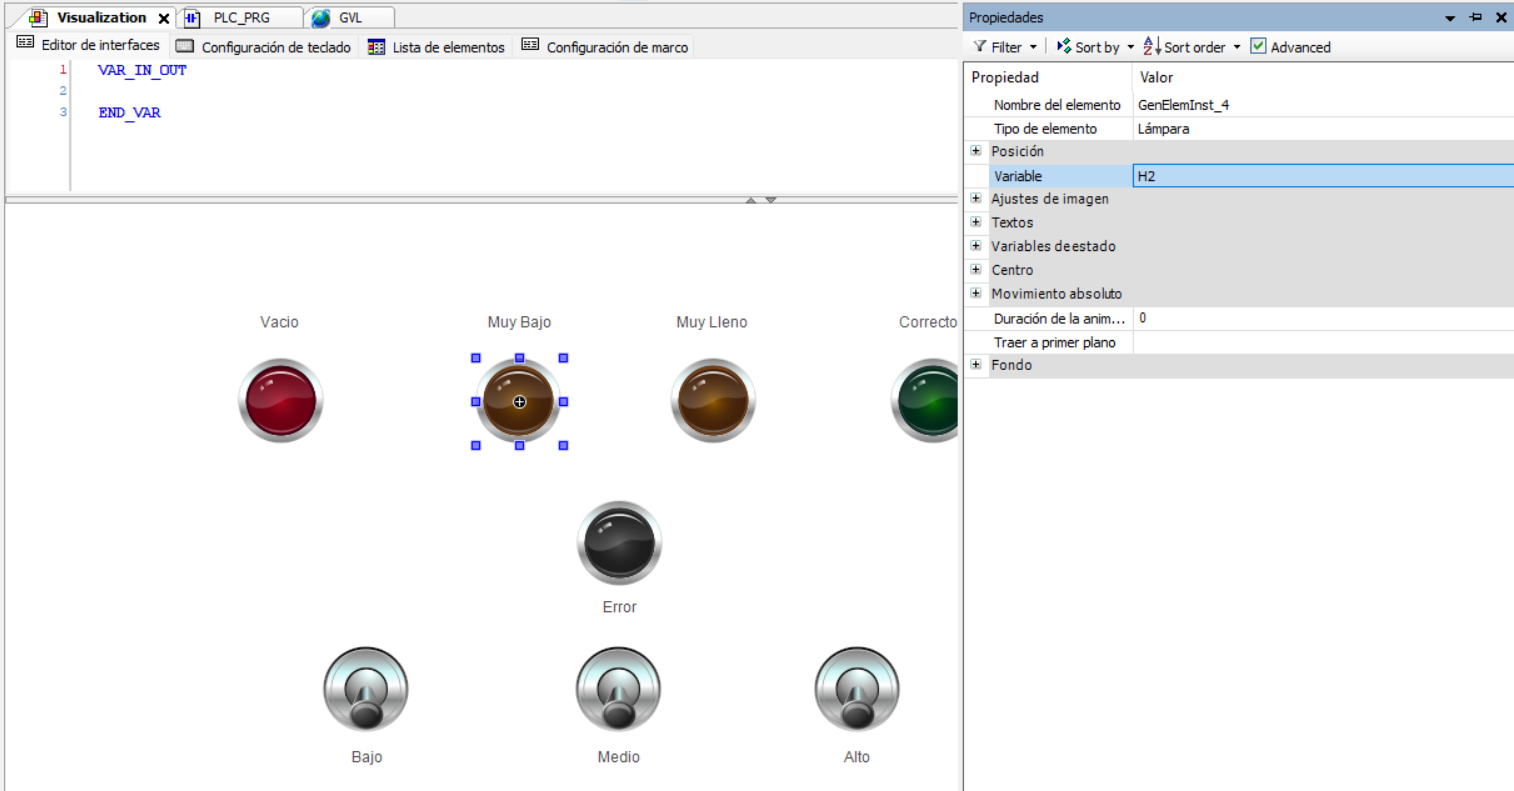 Visualization PLC_PRG GVL
Editor de interfaces Configuración de teclado Lista de elementos Configuración de marco
1 VAR_IN_OUT
2
3 END_VAR
Vacio Muy Bajo Muy Lleno Correcto
Error
Bajo Medio Alto
Propiedades
Filter Sort by Sort order Advanced
Propiedad Valor
Nombre del elemento GenElemInst_4
Tipo de elemento Lámpara
Posición
Variable H2
Ajustes de imagen
Textos
Variables de estado
Centro
Movimiento absoluto
Duración de la anim... 0
Traer a primer plano
Fondo